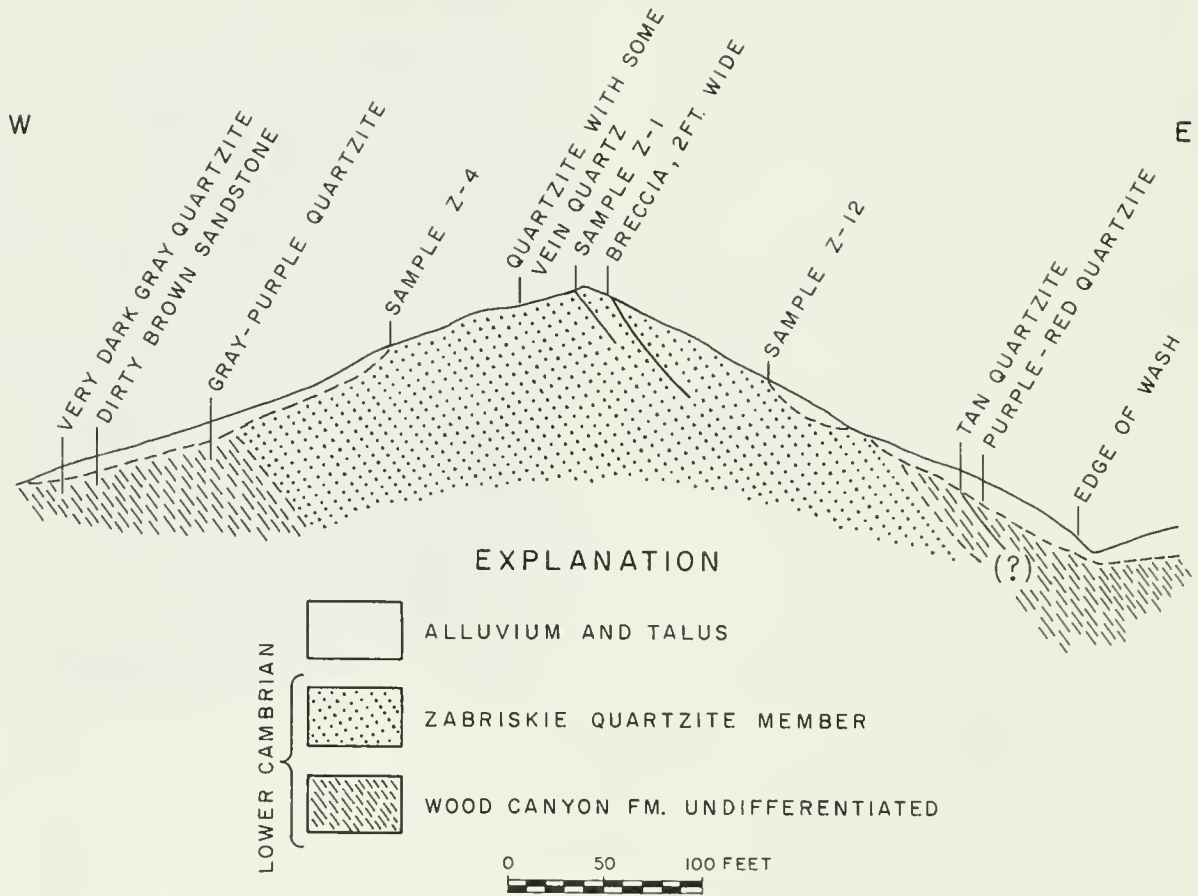 W
E
VERY DARK GRAY QUARTZITE
DIRTY BROWN SANDSTONE
GRAY-PURPLE QUARTZITE
SAMPLE Z-4
QUARTZITE WITH SOME
VEIN QUARTZ
SAMPLE Z-1
BRECCIA, 2FT. WIDE
SAMPLE Z-12
TAN QUARTZITE
PURPLE-RED QUARTZITE
EDGE OF WASH
(?)
EXPLANATION
LOWER CAMBRIAN
ALLUVIUM AND TALUS
ZABRISKIE QUARTZITE MEMBER
WOOD CANYON FM. UNDIFFERENTIATED
0 50 100 FEET